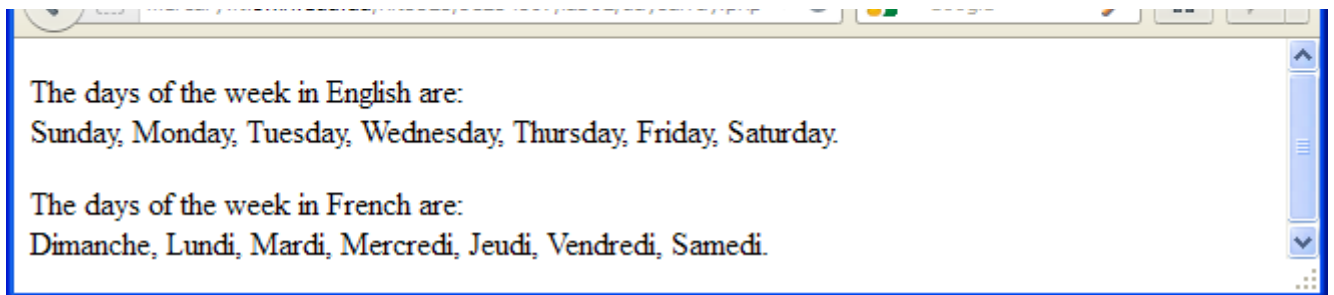 The days of the week in English are:
Sunday, Monday, Tuesday, Wednesday, Thursday, Friday, Saturday.
The days of the week in French are:
Dimanche, Lundi, Mardi, Mercredi, Jeudi, Vendredi, Samedi.